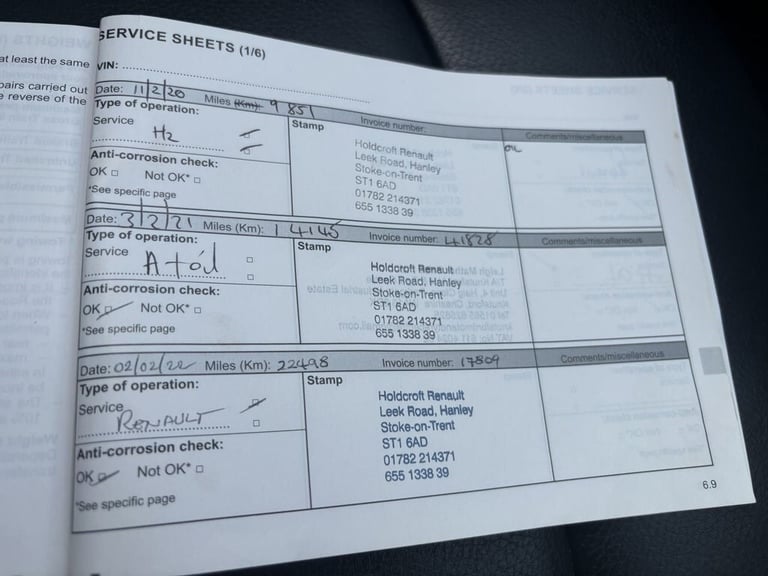 SERVICE SHEETS (1/6)
at least the same
VIN:
pairs carried out
e reverse of the
Date: 11/2/20 Miles (Km): 9 851 Invoice number:
Comments/miscellaneous
Type of operation:
Service
H2
Stamp
Holdcroft Renault
Leek Road, Hanley
Stoke-on-Trent
ST1 6AD
01782 214371
655 1338 39
Anti-corrosion check:
OK □ Not OK* □
*See specific page
Date: 3/2/21 Miles (Km): 14145 Invoice number: 41828 Comments/miscellaneous
Type of operation:
Service
Stamp
Holdcroft Renault
Leek Road, Hanley
Stoke-on-Trent
ST1 6AD
01782 214371
655 1338 39
Anti-corrosion check:
OK □ Not OK* □
*See specific page
Date: 02/02/22 Miles (Km): 22498 Invoice number: 17809 Comments/miscellaneous
Type of operation:
Service
RENAULT
Stamp
Holdcroft Renault
Leek Road, Hanley
Stoke-on-Trent
ST1 6AD
01782 214371
655 1338 39
Anti-corrosion check:
OK □ Not OK* □
*See specific page
6.9